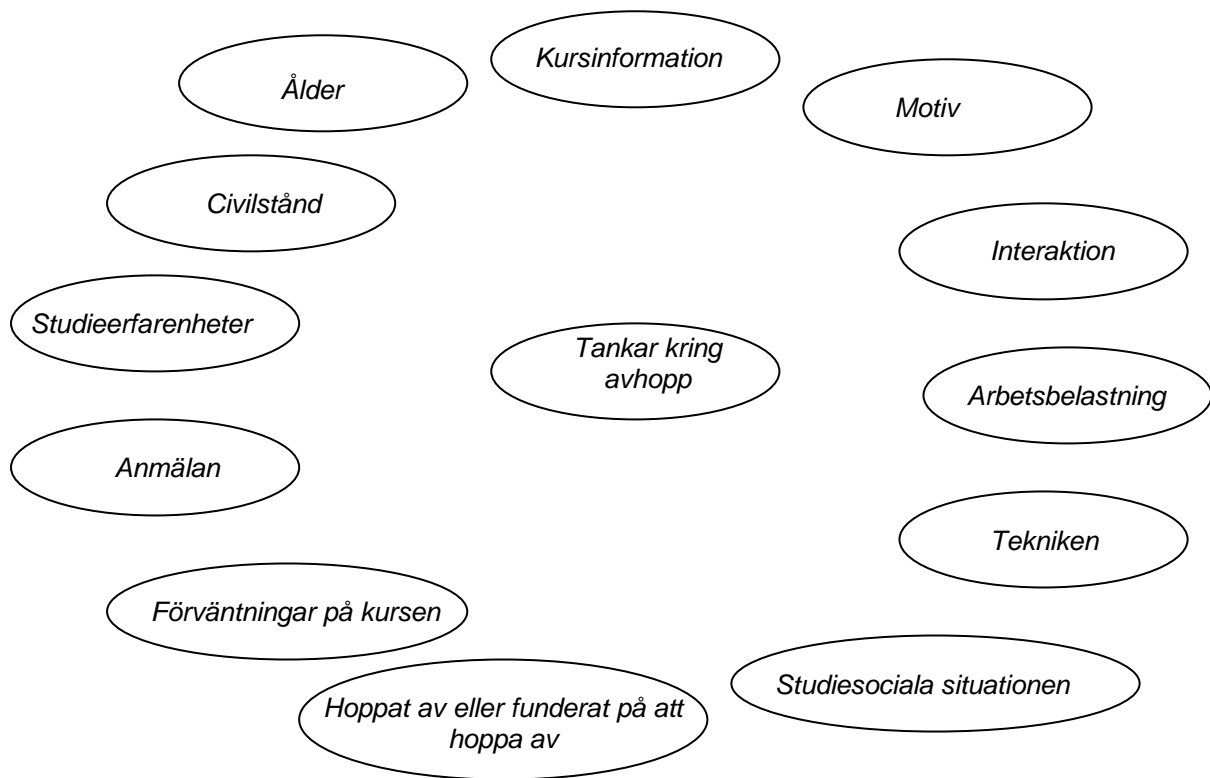 Kursinformation
Ålder
Motiv
Civilstånd
Interaktion
Studieerfarenheter
Tankar kring
avhopp
Arbetsbelastning
Anmälan
Tekniken
Förväntningar på kursen
Studiesociala situationen
Hoppat av eller funderat på att
hoppa av